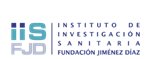 iiS
FJD
INSTITUTO DE
INVESTIGACIÓN
SANITARIA
FUNDACIÓN JIMÉNEZ DÍAZ